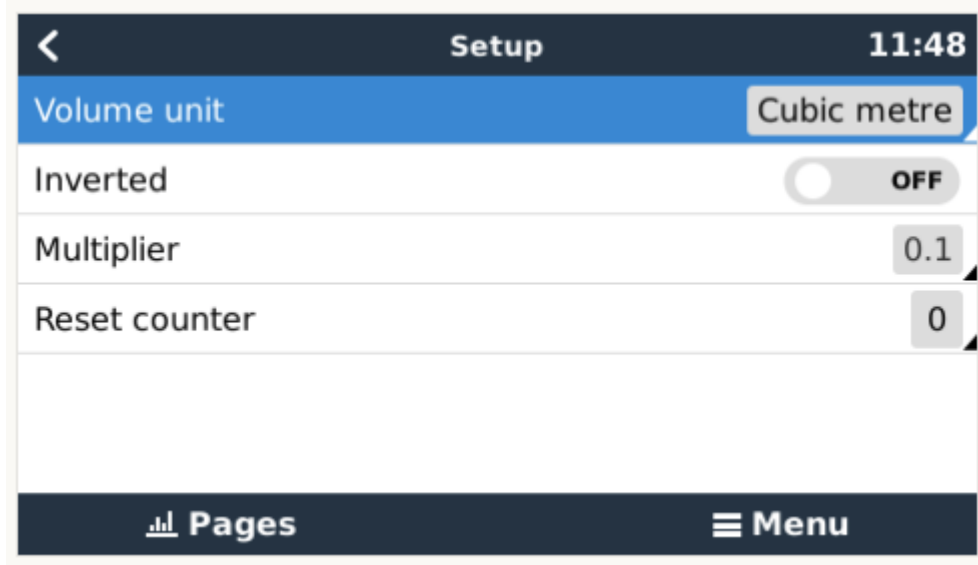 Setup 11:48
Volume unit Cubic metre
Inverted OFF
Multiplier 0.1
Reset counter 0
Pages Menu